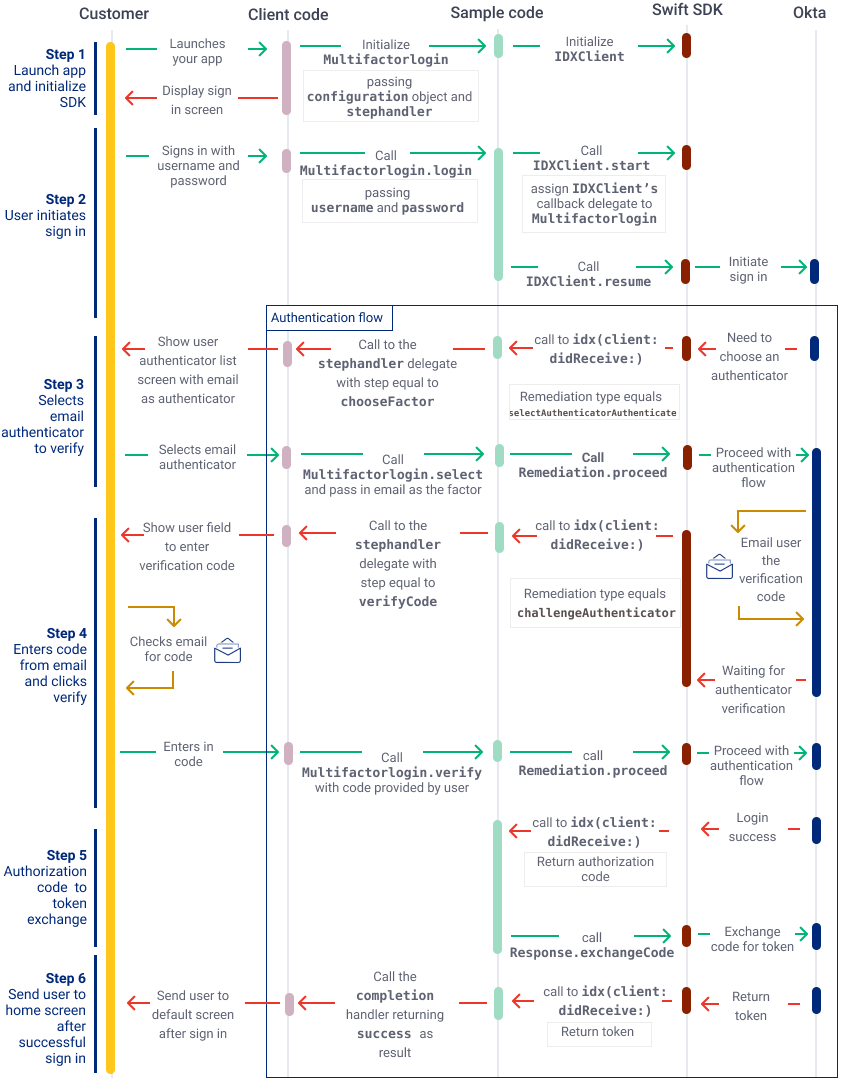 Customer
Client code
Sample code
Swift SDK
Okta
Step 1
Launch app
and initialize
SDK
Launches
your app
Initialize
Multifactorlogin
passing
configuration object and
stephandler
Initialize
IDXClient
Display sign
in screen
Step 2
User initiates
sign in
Signs in with
username and
password
Call
Multifactorlogin.login
passing
username and password
Call
IDXClient.start
assign IDXClient’s
callback delegate to
Multifactorlogin
Call
IDXClient.resume
Initiate
sign in
Authentication flow
Step 3
Selects
email
authenticator
to verify
Show user
authenticator list
screen with email
as authenticator
Call to the
stephandler delegate
with step equal to
chooseFactor
call to idx(client:
didReceive:)
Remediation type equals
selectAuthenticatorAuthenticate
Need to
choose an
authenticator
Selects email
authenticator
Call
Multifactorlogin.select
and pass in email as the factor
Call
Remediation.proceed
Proceed with
authentication
flow
Step 4
Enters code
from email
and clicks
verify
Show user field
to enter
verification code
Call to the
stephandler
delegate with
step equal to
verifyCode
call to idx(client:
didReceive:)
Remediation type equals
challengeAuthenticator
Email user
the
verification
code
Checks email
for code
Waiting for
authenticator
verification
Enters in
code
Call
Multifactorlogin.verify
with code provided by user
call
Remediation.proceed
Proceed with
authentication
flow
Step 5
Authorization
code to
token
exchange
call to idx(client:
didReceive:)
Return authorization
code
Login
success
call
Response.exchangeCode
Exchange
code for token
Step 6
Send user to
home screen
after
successful
sign in
Send user to
default screen
after sign in
Call the
completion
handler returning
success as
result
call to idx(client:
didReceive:)
Return token
Return
token